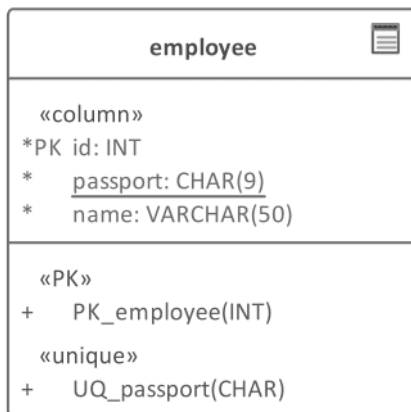 employee
«column»
*PK id: INT
* passport: CHAR(9)
* name: VARCHAR(50)
«PK»
+ PK_employee(INT)
«unique»
+ UQ_passport(CHAR)